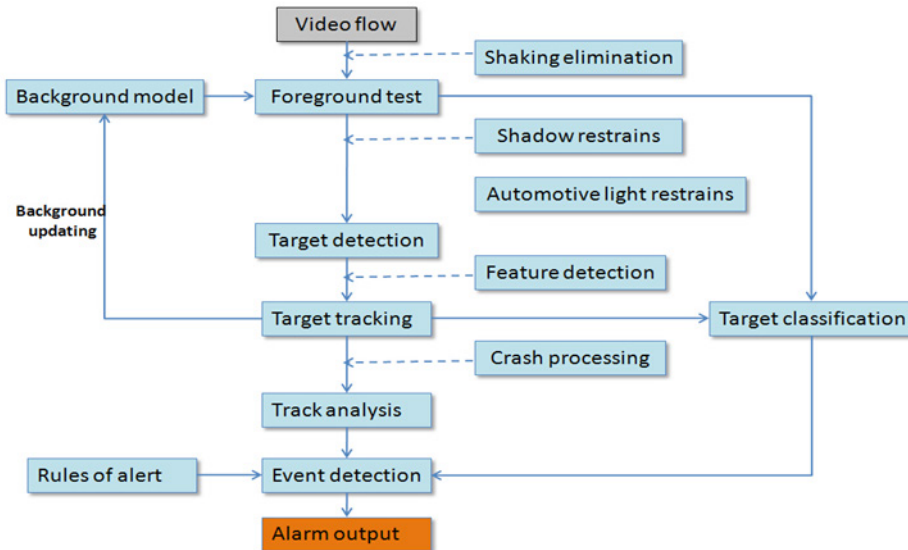 Video flow
Shaking elimination
Background model
Foreground test
Shadow restrains
Automotive light restrains
Background
updating
Target detection
Feature detection
Target tracking
Target classification
Crash processing
Track analysis
Rules of alert
Event detection
Alarm output